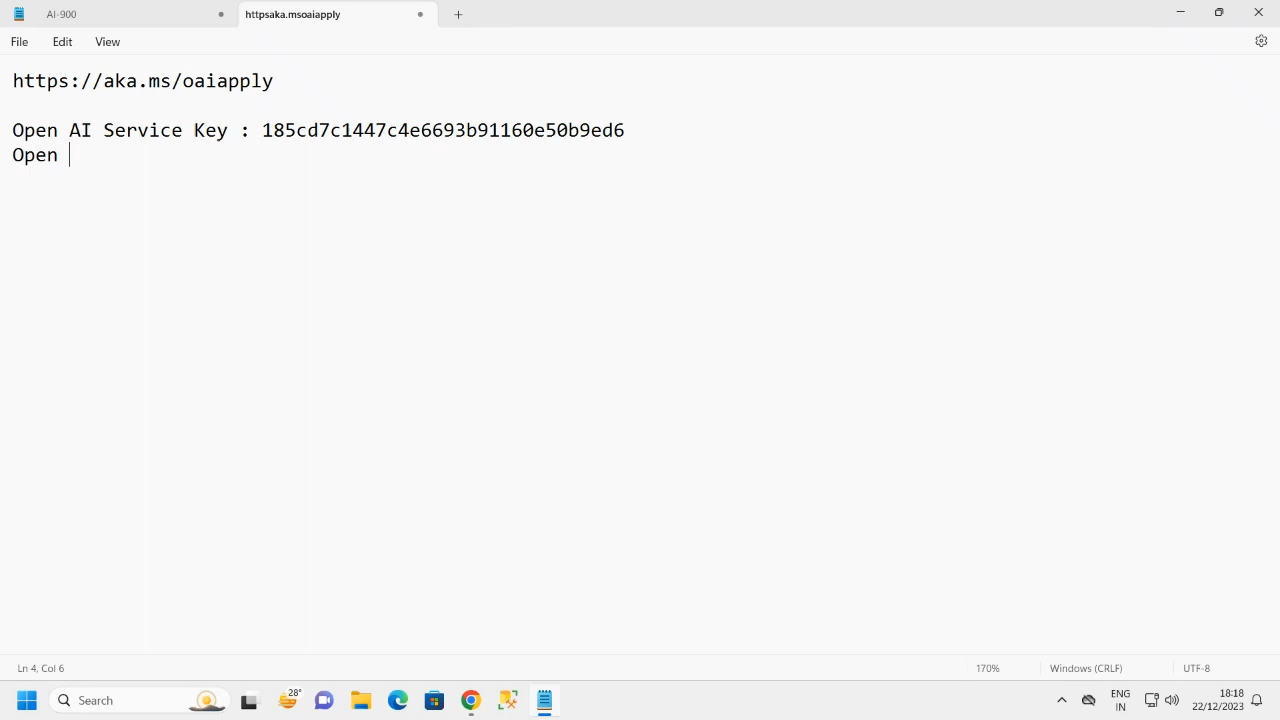 AI-900
httpsaka.msoaiapply
File Edit View
https://aka.ms/oaiapply
Open AI Service Key : 185cd7c1447c4e6693b91160e50b9ed6
Open
Ln 4, Col 6
170%
Windows (CRLF)
UTF-8
Search
28°
ENG
IN
18:18
22/12/2023